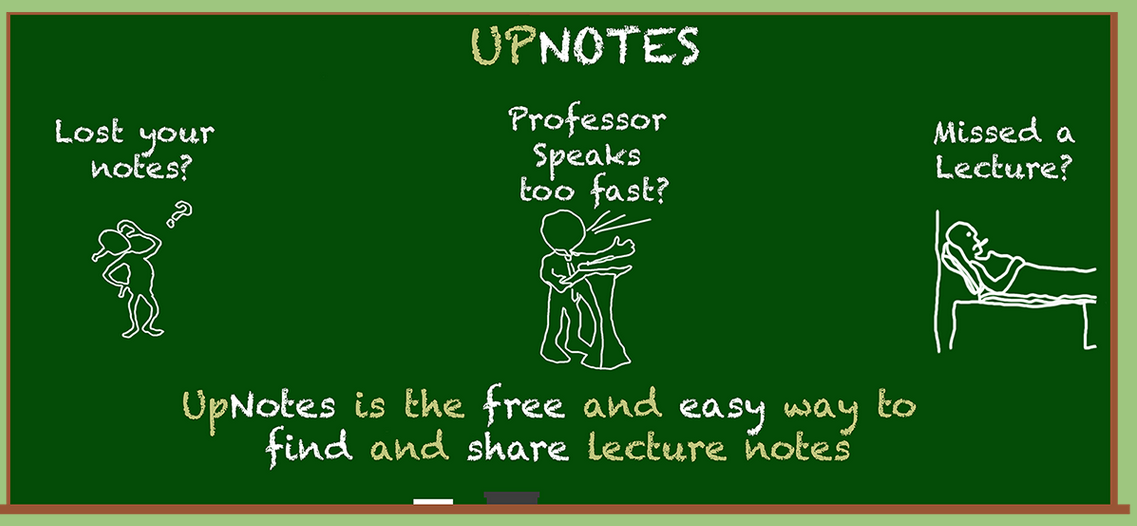 UPNOTES
Lost your
notes?
?
Professor
Speaks
too fast?
Missed a
Lecture?
UpNotes is the free and easy way to
find and share lecture notes